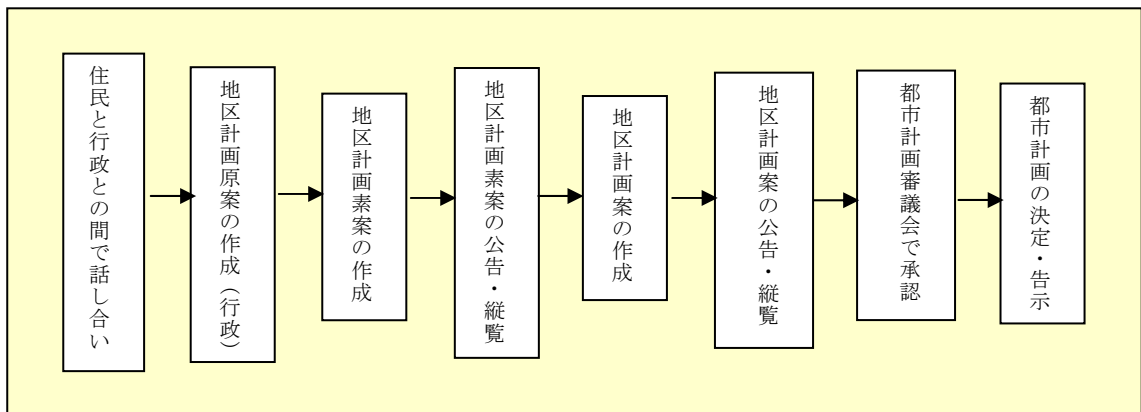 住民と行政との間で話し合い
地区計画原案の作成（行政）
地区計画素案の作成
地区計画素案の公告・縦覧
地区計画案の作成
地区計画案の公告・縦覧
都市計画審議会で承認
都市計画の決定・告示